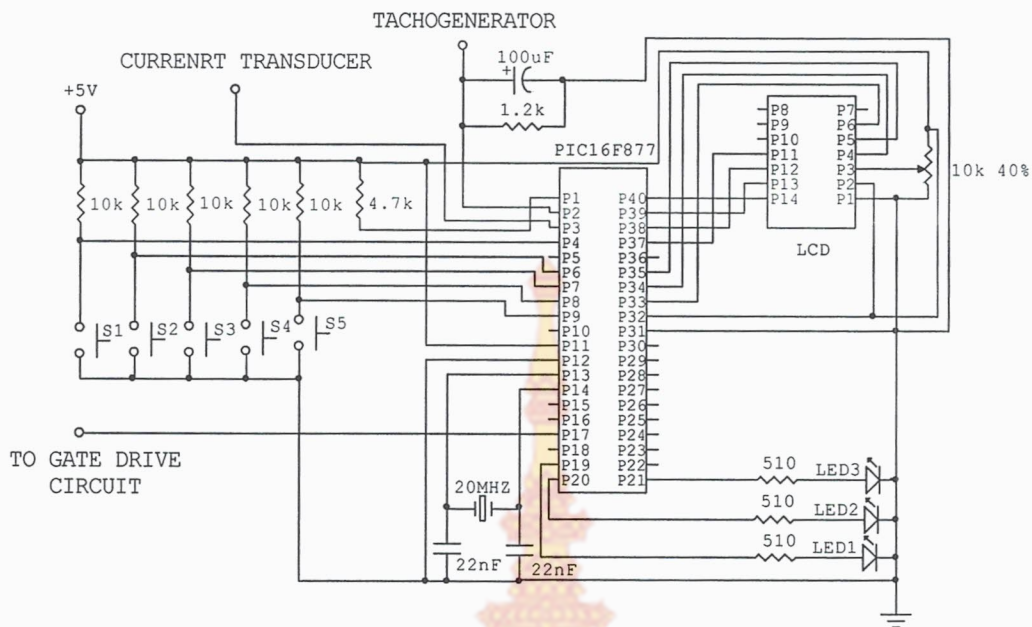 TACHOGENERATOR
CURRENRT TRANSDUCER
+5V
100uF
+
1.2k
PIC16F877
10k
10k
10k
10k
10k
4.7k
S1
S2
S3
S4
S5
P1
P2
P3
P4
P5
P6
P7
P8
P9
P10
P11
P12
P13
P14
P15
P16
P17
P18
P19
P20
P40
P39
P38
P37
P36
P35
P34
P33
P32
P31
P30
P29
P28
P27
P26
P25
P24
P23
P22
P21
P8
P9
P10
P11
P12
P13
P14
P7
P6
P5
P4
P3
P2
P1
LCD
10k 40%
TO GATE DRIVE
CIRCUIT
20MHZ
22nF
22nF
510
LED3
510
LED2
510
LED1